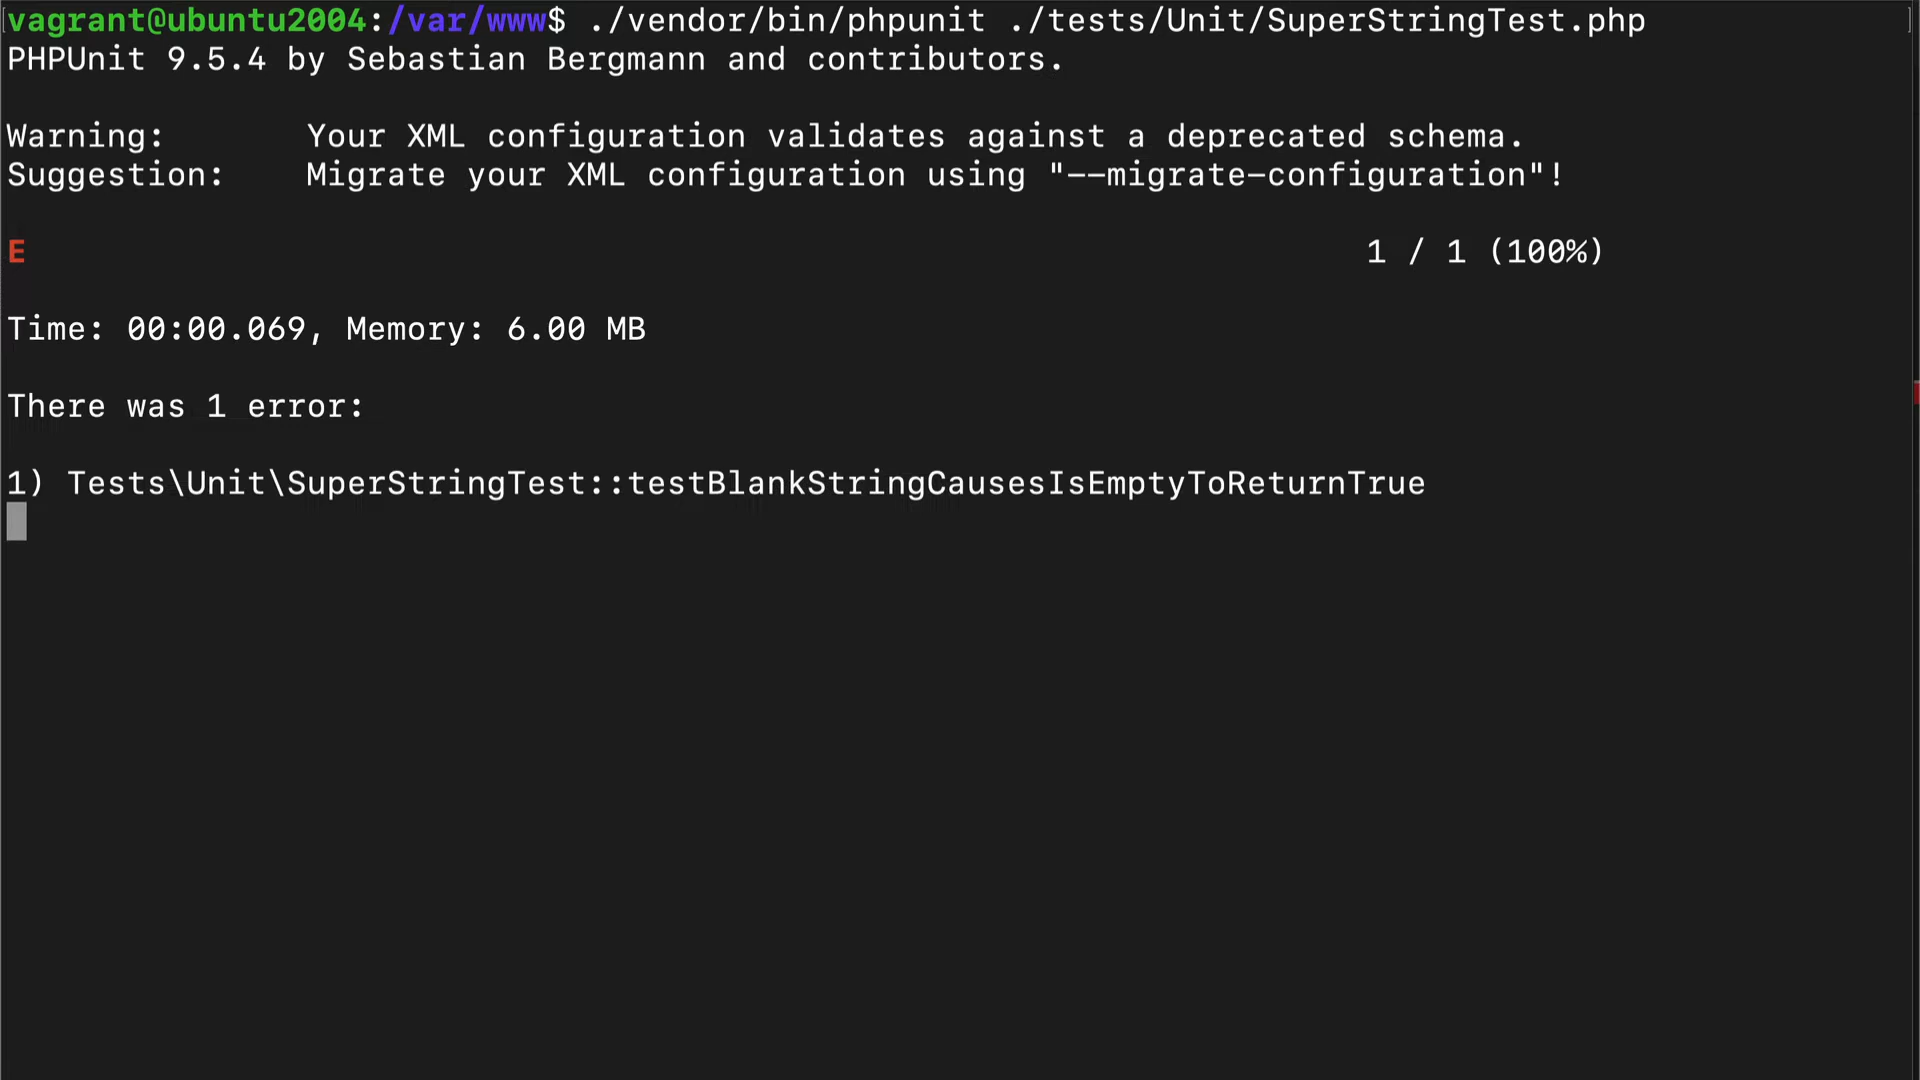 vagrant@ubuntu2004:/var/www$ ./vendor/bin/phpunit ./tests/Unit/SuperStringTest.php
PHPUnit 9.5.4 by Sebastian Bergmann and contributors.
Warning:       Your XML configuration validates against a deprecated schema.
Suggestion:    Migrate your XML configuration using "--migrate-configuration"!
E                                                                   1 / 1 (100%)
Time: 00:00.069, Memory: 6.00 MB
There was 1 error:
1) Tests\Unit\SuperStringTest::testBlankStringCausesIsEmptyToReturnTrue